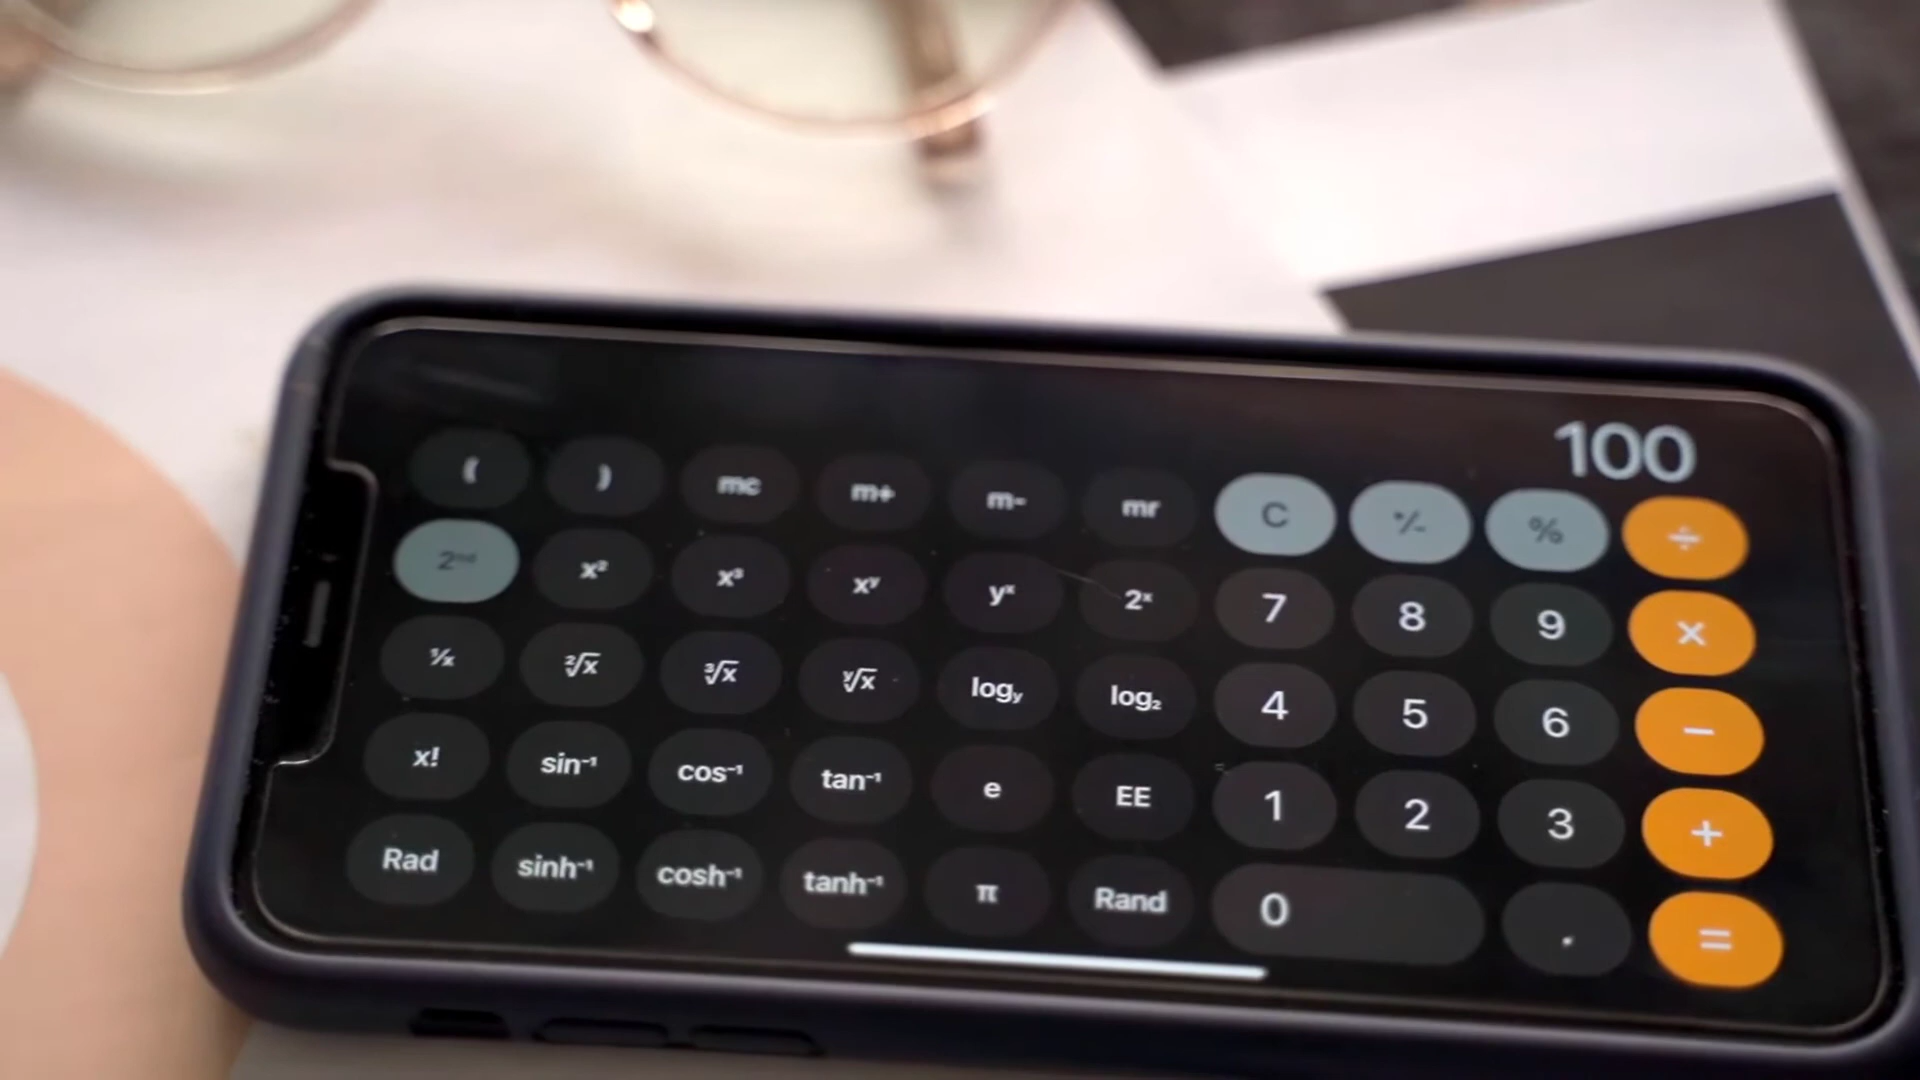 100
( ) mc m+ m- mr C ⁺/₋ % ÷
2ⁿᵈ x² x³ xʸ yˣ 2ˣ 7 8 9 ×
¹/x ²√x ³√x ʸ√x logᵧ log₂ 4 5 6 −
x! sin⁻¹ cos⁻¹ tan⁻¹ e EE 1 2 3 +
Rad sinh⁻¹ cosh⁻¹ tanh⁻¹ π Rand 0 . =